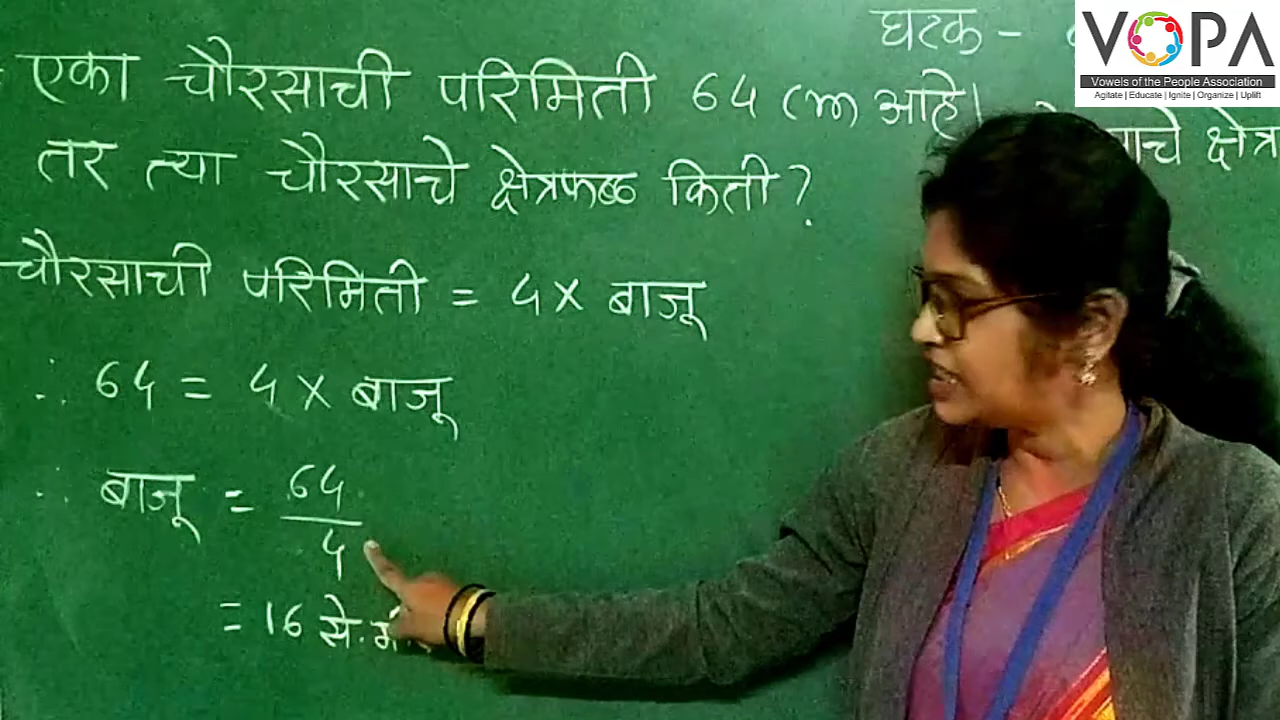 घटक -
VOPA
Vowels of the People Association
Agitate | Educate | Ignite | Organize | Uplift
एका चौरसाची परिमिती 64 cm आहे।
तर त्या चौरसाचे क्षेत्रफळ किती?
चौरसाची परिमिती = 4 X बाजू
∴ 64 = 4 X बाजू
∴ बाजू = 64
4
= 16 से.मी